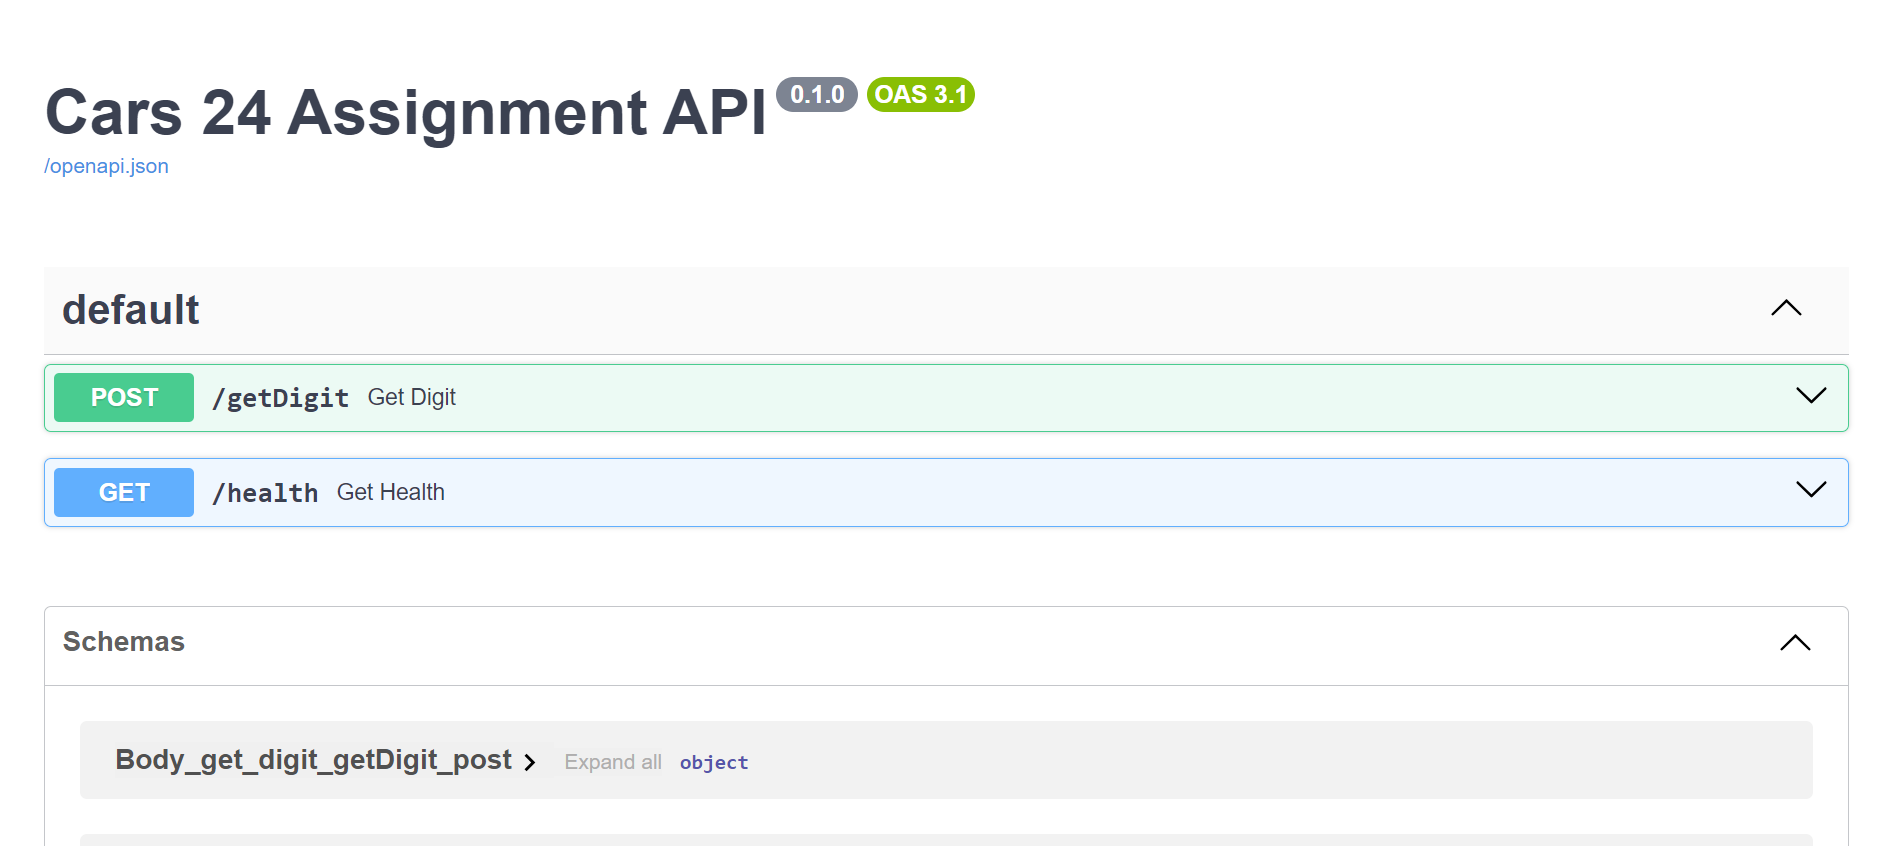 Cars 24 Assignment API 0.1.0 OAS 3.1
/openapi.json
default
POST /getDigit Get Digit
GET /health Get Health
Schemas
Body_get_digit_getDigit_post Expand all object